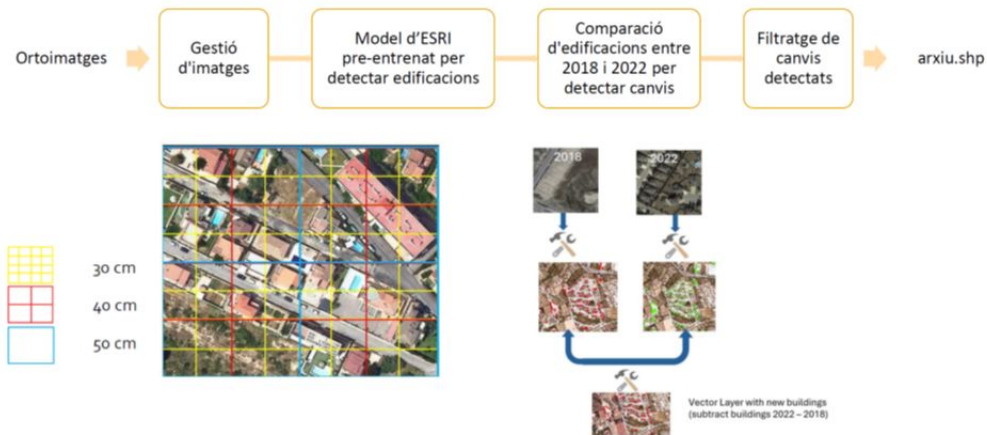 Ortoimatges
Gestió
d'imatges
Model d'ESRI
pre-entrenat per
detectar edificacions
Comparació
d'edificacions entre
2018 i 2022 per
detectar canvis
Filtratge de
canvis
detectats
arxiu.shp
30 cm
40 cm
50 cm
2018
2022
Vector Layer with new buildings
(subtract buildings 2022 – 2018)